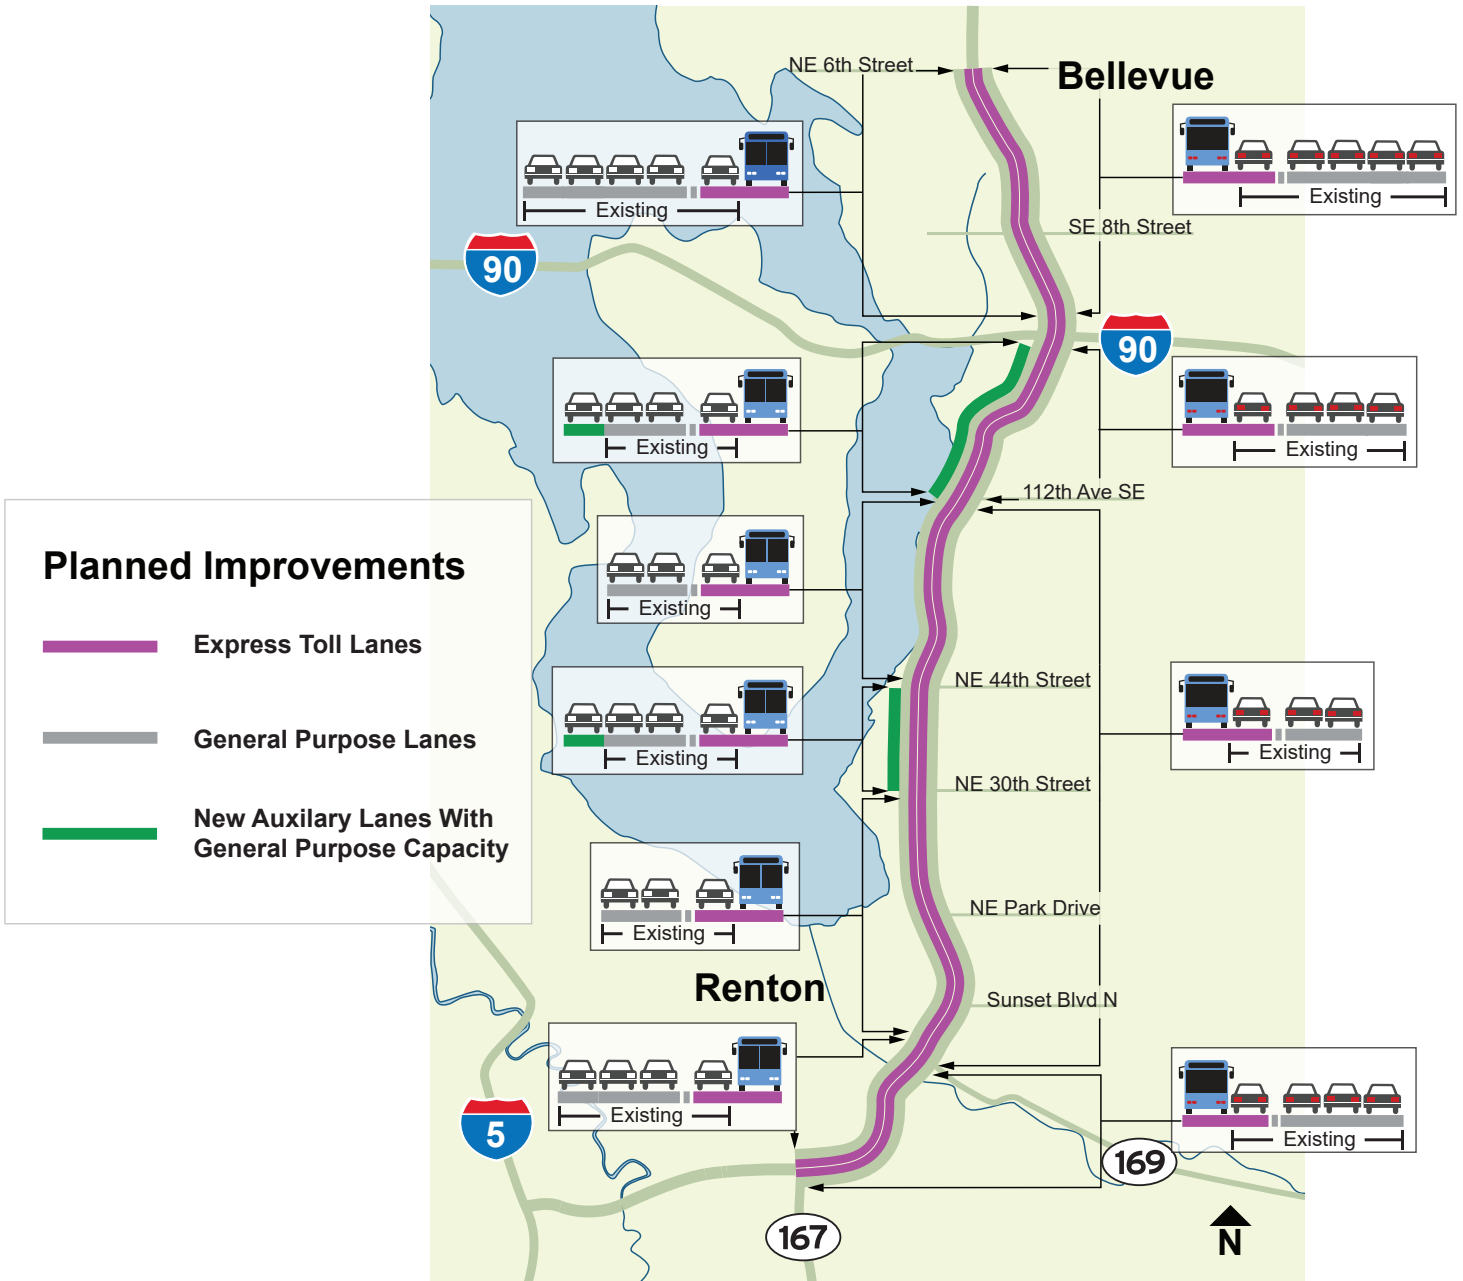 NE 6th Street
Bellevue
Existing
Existing
SE 8th Street
90
90
Existing
Existing
112th Ave SE
Planned Improvements
Express Toll Lanes
General Purpose Lanes
New Auxilary Lanes With
General Purpose Capacity
Existing
NE 44th Street
Existing
Existing
NE 30th Street
Existing
NE Park Drive
Renton
Sunset Blvd N
Existing
Existing
5
169
167
N